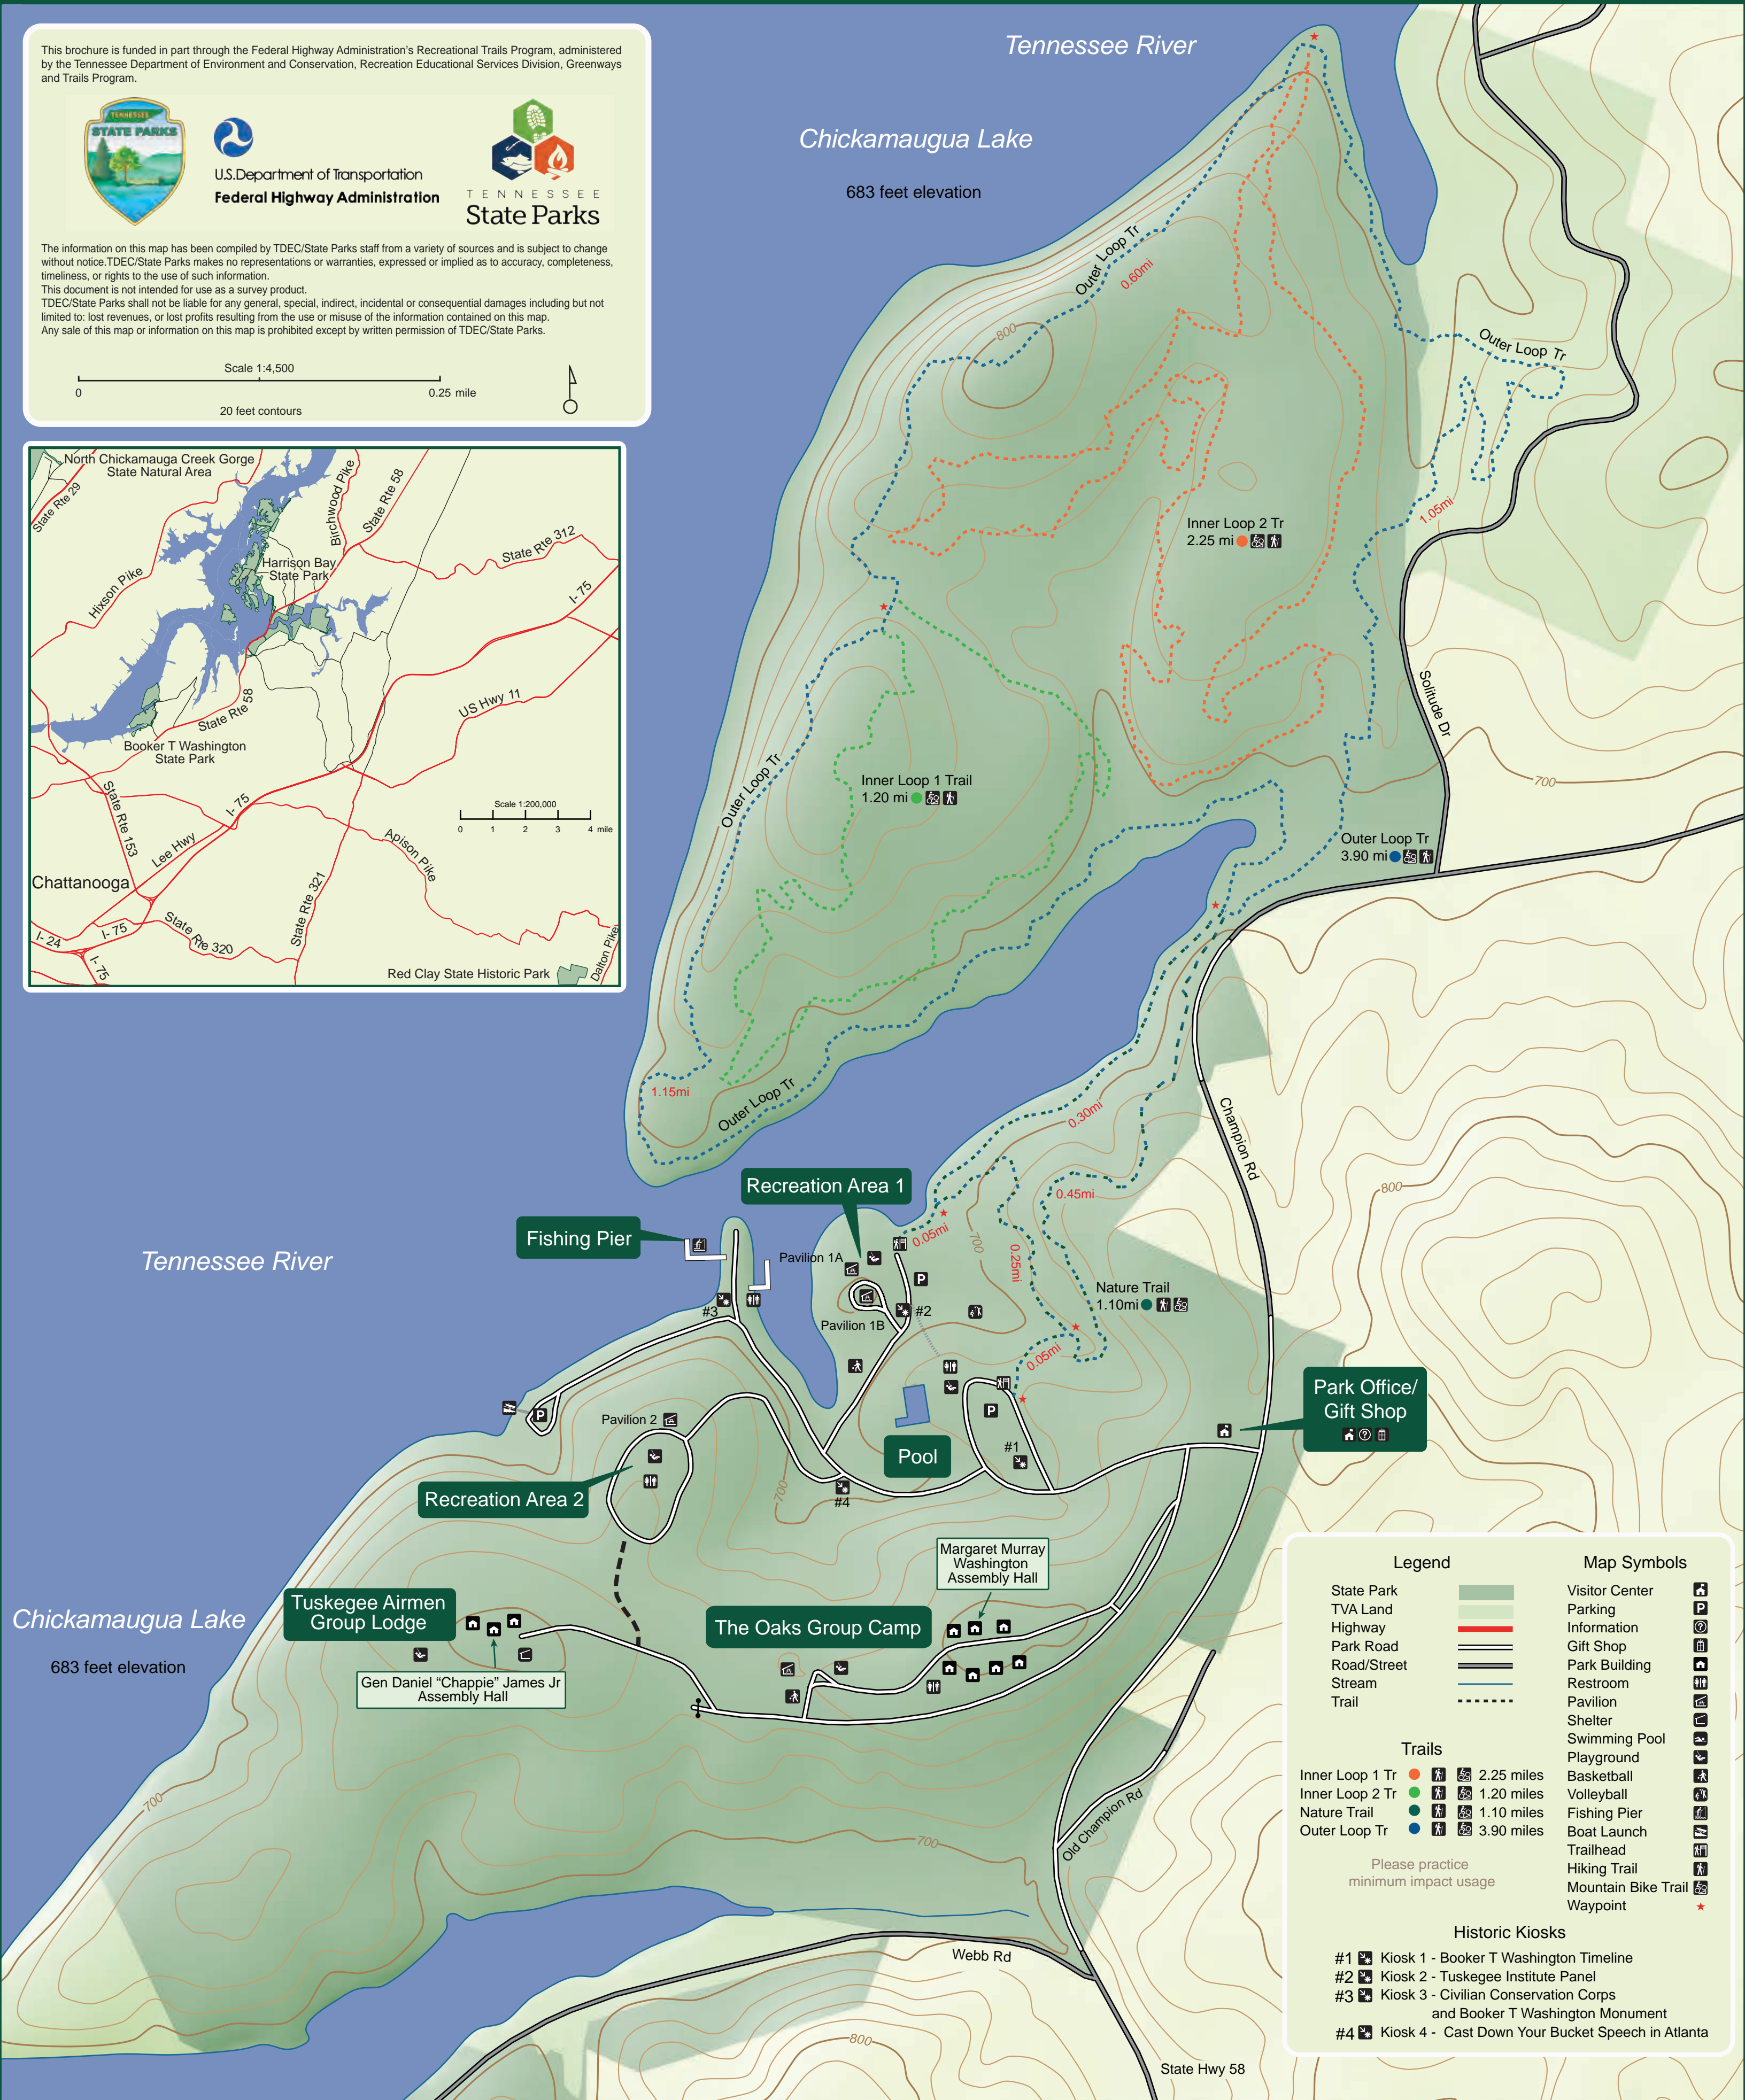 This brochure is funded in part through the Federal Highway Administration's Recreational Trails Program, administered
by the Tennessee Department of Environment and Conservation, Recreation Educational Services Division, Greenways
and Trails Program.
TENNESSEE
STATE PARKS
U.S.Department of Transportation
Federal Highway Administration
TENNESSEE
State Parks
The information on this map has been compiled by TDEC/State Parks staff from a variety of sources and is subject to change
without notice.TDEC/State Parks makes no representations or warranties, expressed or implied as to accuracy, completeness,
timeliness, or rights to the use of such information.
This document is not intended for use as a survey product.
TDEC/State Parks shall not be liable for any general, special, indirect, incidental or consequential damages including but not
limited to: lost revenues, or lost profits resulting from the use or misuse of the information contained on this map.
Any sale of this map or information on this map is prohibited except by written permission of TDEC/State Parks.
Scale 1:4,500
0 0.25 mile
20 feet contours
North Chickamauga Creek Gorge
State Natural Area
State Rte 29
Birchwood Pike
State Rte 58
State Rte 312
Harrison Bay
State Park
Hixson Pike
I- 75
State Rte 58
US Hwy 11
Booker T Washington
State Park
State Rte 153
I- 75
Lee Hwy
Scale 1:200,000
0 1 2 3 4 mile
Apison Pike
Chattanooga
State Rte 321
I- 24
I- 75
State Rte 320
I- 75
Red Clay State Historic Park
Dalton Pike
Tennessee River
Chickamaugua Lake
683 feet elevation
Outer Loop Tr
0.60mi
800
Outer Loop Tr
1.05mi
Inner Loop 2 Tr
2.25 mi
Solitude Dr
700
Inner Loop 1 Trail
1.20 mi
Outer Loop Tr
Outer Loop Tr
3.90 mi
1.15mi
Outer Loop Tr
0.30mi
Champion Rd
0.45mi
800
Recreation Area 1
Fishing Pier
0.05mi
700
0.25mi
Pavilion 1A
P
Nature Trail
1.10mi
#3
#2
Pavilion 1B
0.05mi
Tennessee River
Park Office/
Gift Shop
P
P
Pavilion 2
#1
Pool
Recreation Area 2
700
#4
Margaret Murray
Washington
Assembly Hall
Tuskegee Airmen
Group Lodge
The Oaks Group Camp
Chickamaugua Lake
683 feet elevation
Gen Daniel “Chappie” James Jr
Assembly Hall
700
700
Old Champion Rd
Webb Rd
800
State Hwy 58
Legend
State Park
TVA Land
Highway
Park Road
Road/Street
Stream
Trail
Trails
Inner Loop 1 Tr 2.25 miles
Inner Loop 2 Tr 1.20 miles
Nature Trail 1.10 miles
Outer Loop Tr 3.90 miles
Please practice
minimum impact usage
Map Symbols
Visitor Center
Parking P
Information ?
Gift Shop
Park Building
Restroom
Pavilion
Shelter
Swimming Pool
Playground
Basketball
Volleyball
Fishing Pier
Boat Launch
Trailhead
Hiking Trail
Mountain Bike Trail
Waypoint
Historic Kiosks
#1 Kiosk 1 - Booker T Washington Timeline
#2 Kiosk 2 - Tuskegee Institute Panel
#3 Kiosk 3 - Civilian Conservation Corps
and Booker T Washington Monument
#4 Kiosk 4 - Cast Down Your Bucket Speech in Atlanta